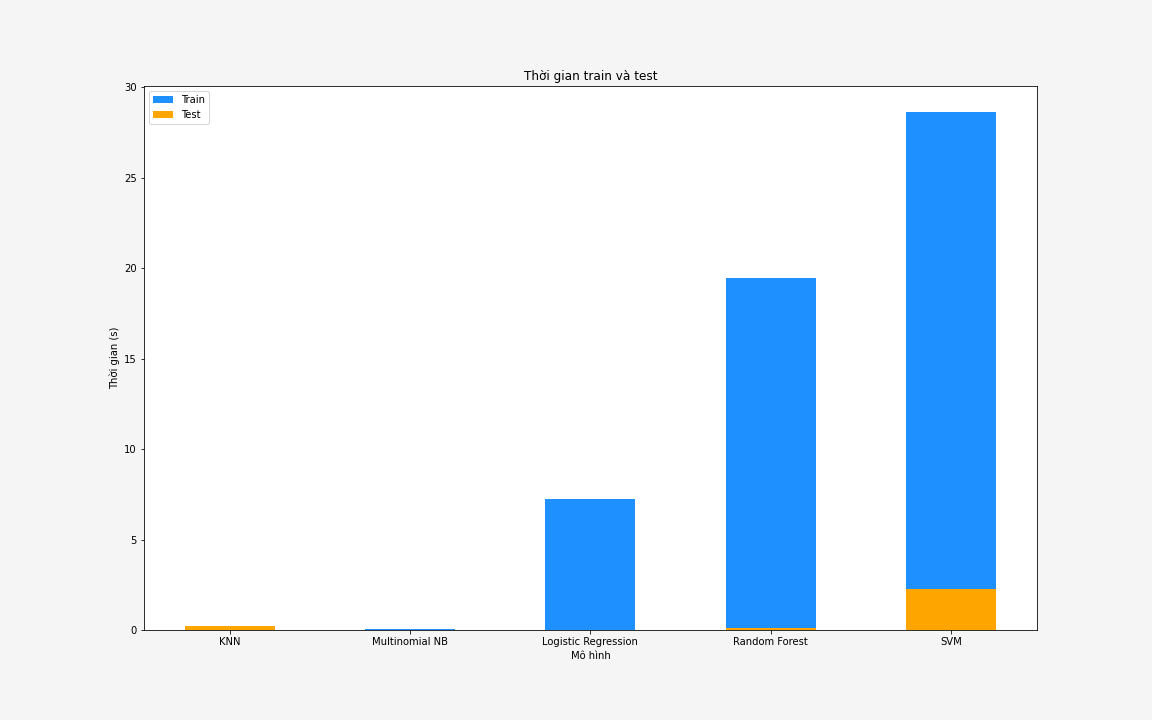 Thời gian train và test
Train
Test
30
25
20
15
10
5
0
Thời gian (s)
KNN
Multinomial NB
Logistic Regression
Random Forest
SVM
Mô hình